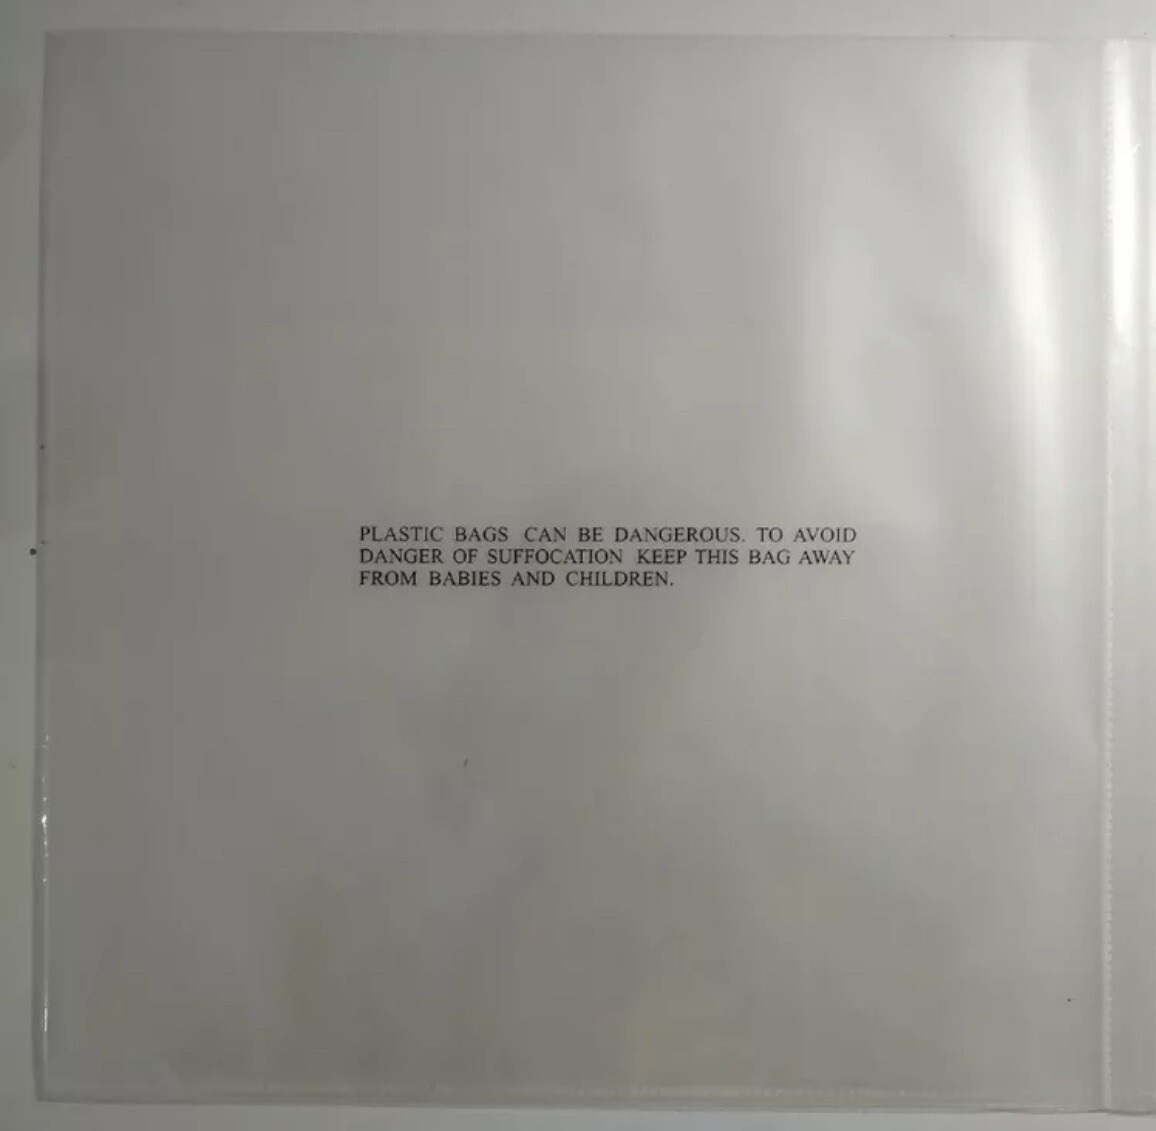 PLASTIC BAGS CAN BE DANGEROUS. TO AVOID
DANGER OF SUFFOCATION KEEP THIS BAG AWAY
FROM BABIES AND CHILDREN.